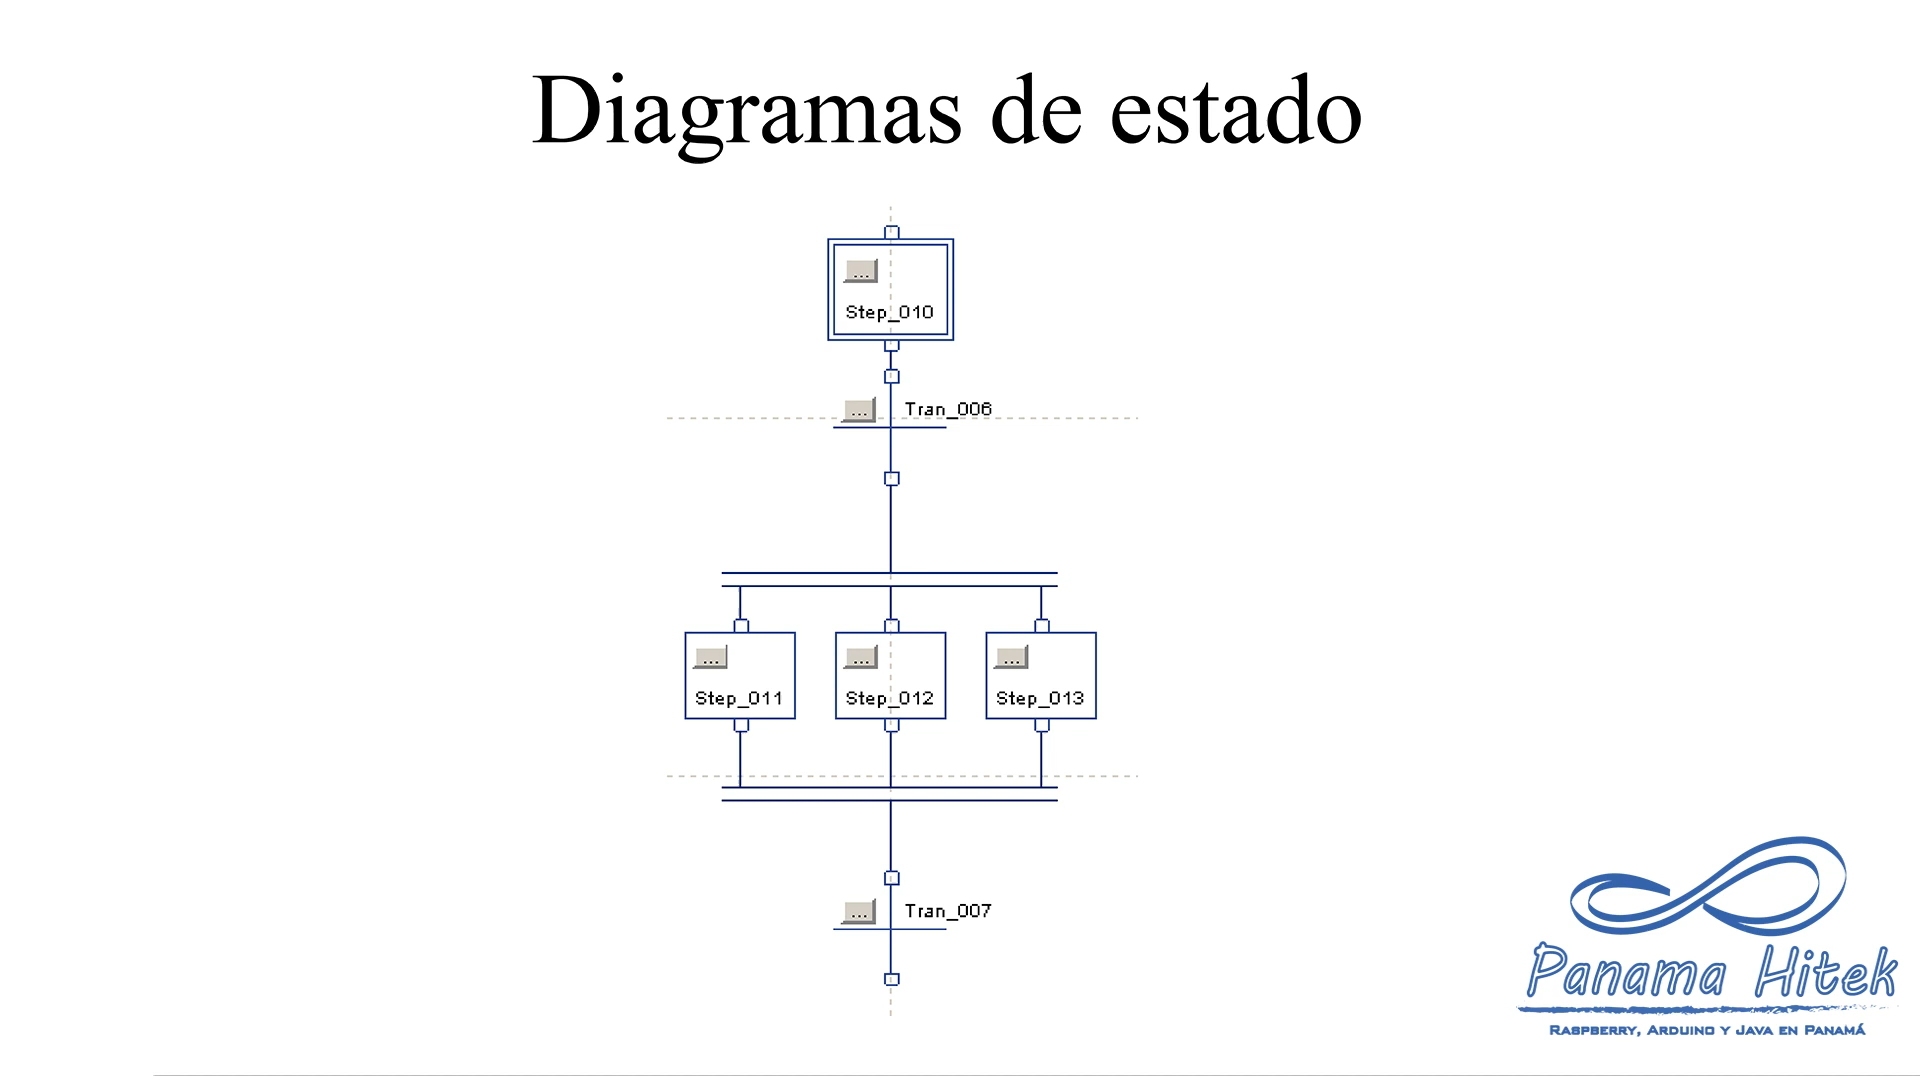 Diagramas de estado
...
Step_010
...
Tran_006
...
Step_011
...
Step_012
...
Step_013
...
Tran_007
Panama Hitek
RASPBERRY, ARDUINO Y JAVA EN PANAMÁ